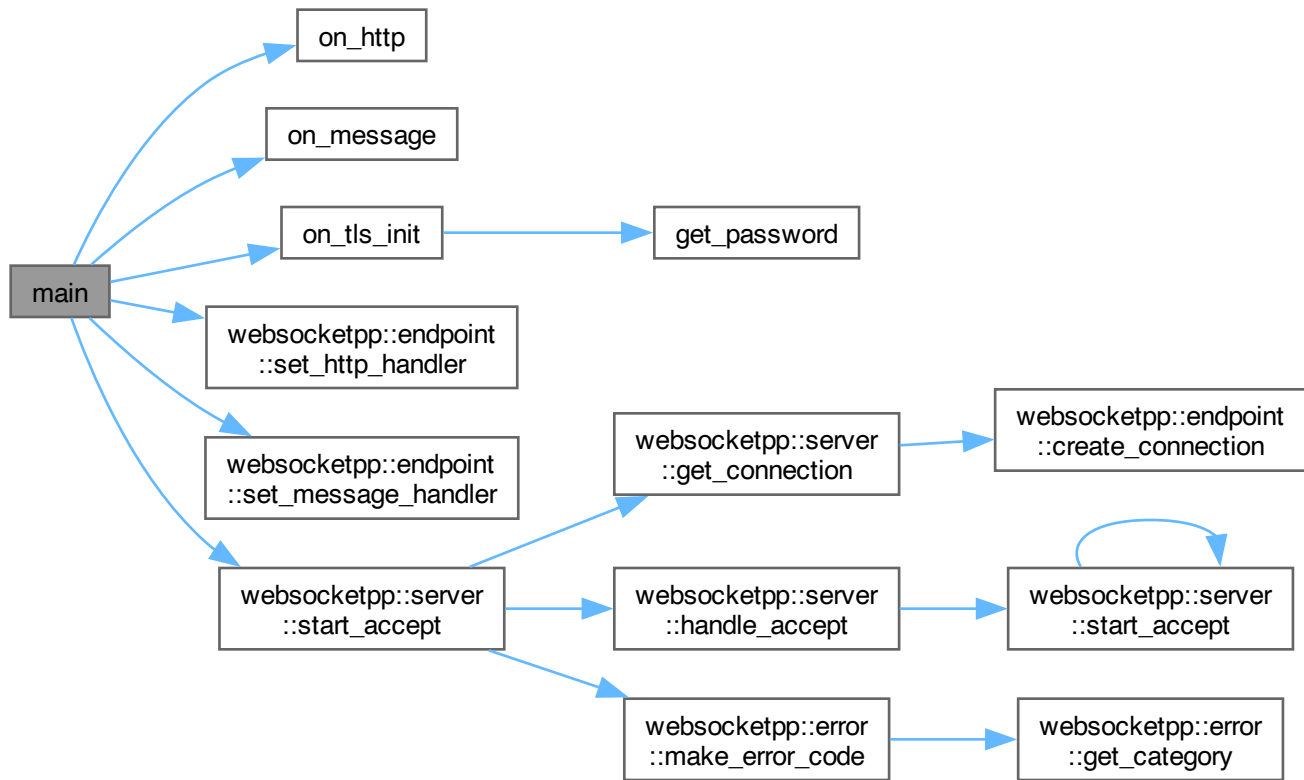 on_http
on_message
on_tls_init
get_password
main
websocketpp::endpoint
::set_http_handler
websocketpp::endpoint
::set_message_handler
websocketpp::server
::get_connection
websocketpp::endpoint
::create_connection
websocketpp::server
::start_accept
websocketpp::server
::handle_accept
websocketpp::server
::start_accept
websocketpp::error
::make_error_code
websocketpp::error
::get_category